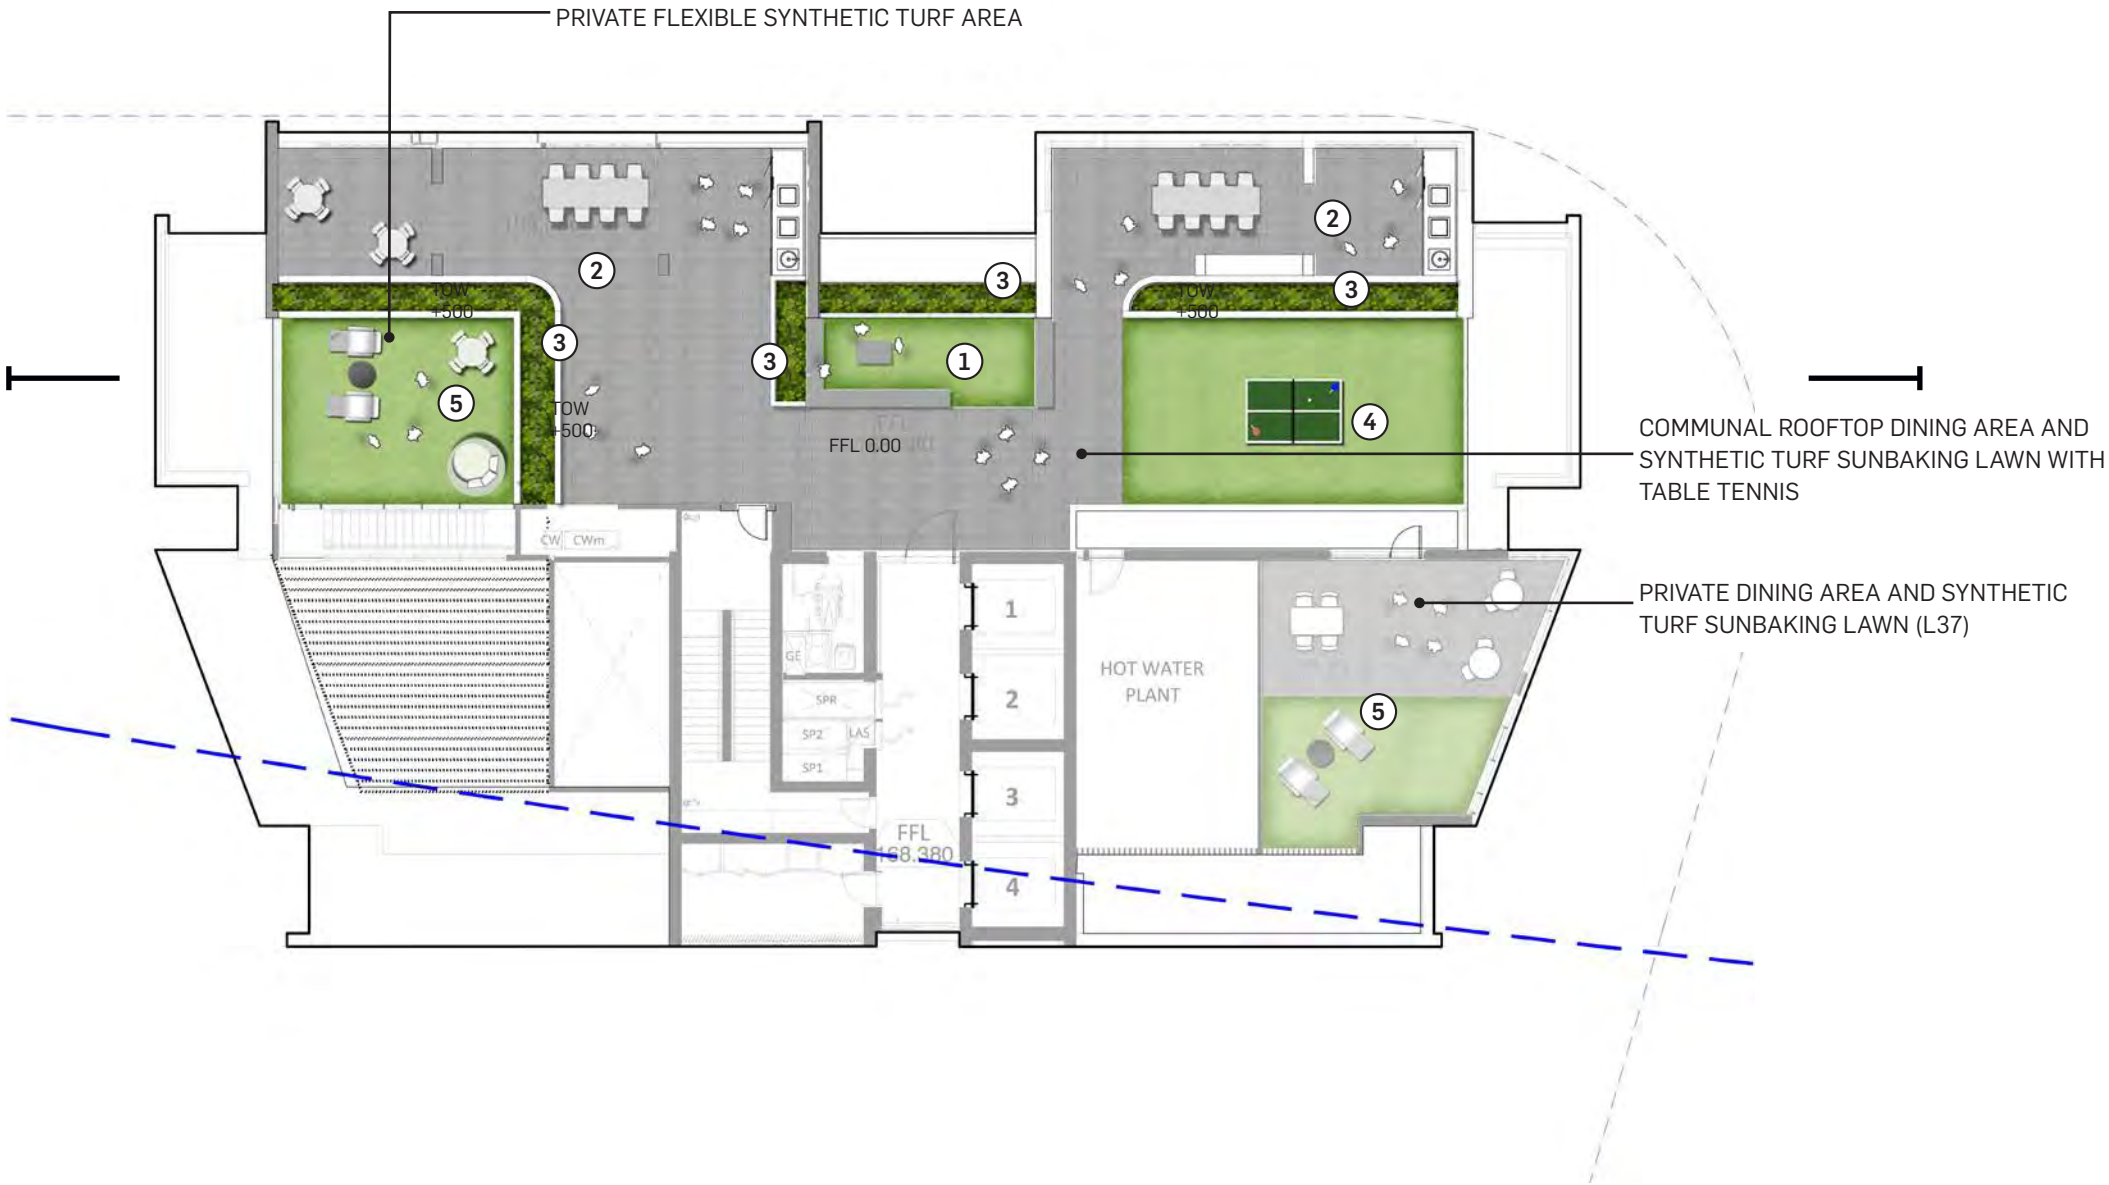 PRIVATE FLEXIBLE SYNTHETIC TURF AREA
2
2
3
3
TOW
+500
TOW
+500
3
3
1
5
4
TOW
+500
FFL 0.00
COMMUNAL ROOFTOP DINING AREA AND
SYNTHETIC TURF SUNBAKING LAWN WITH
TABLE TENNIS
CW
CWm
PRIVATE DINING AREA AND SYNTHETIC
TURF SUNBAKING LAWN (L37)
1
GE
HOT WATER
PLANT
SPR
2
5
SP2
LAS
SP1
3
FFL
168.380
4